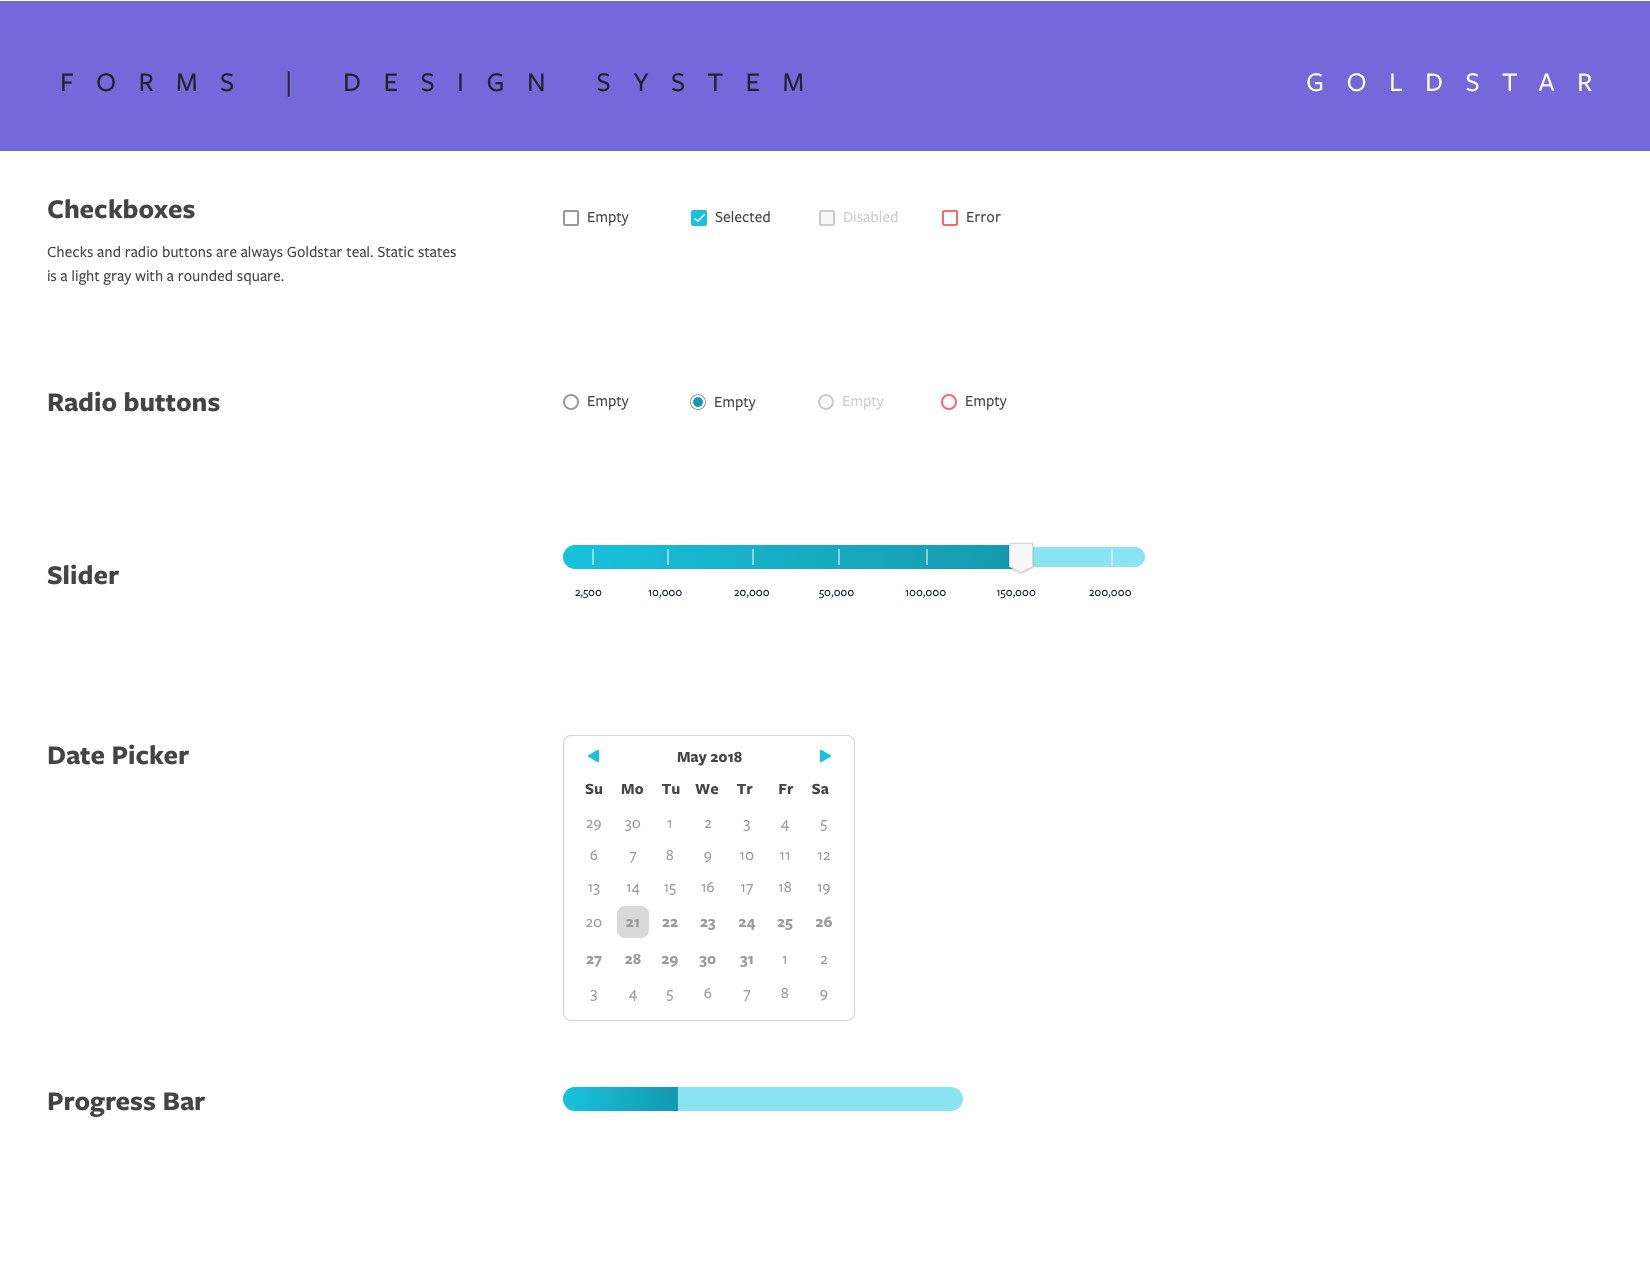 FORMS | DESIGN SYSTEM
GOLDSTAR
Checkboxes
Empty Selected Disabled Error
Checks and radio buttons are always Goldstar teal. Static states
is a light gray with a rounded square.
Radio buttons
Empty Empty Empty Empty
Slider
2,500 10,000 20,000 50,000 100,000 150,000 200,000
Date Picker
May 2018
Su Mo Tu We Tr Fr Sa
29 30 1 2 3 4 5
6 7 8 9 10 11 12
13 14 15 16 17 18 19
20 21 22 23 24 25 26
27 28 29 30 31 1 2
3 4 5 6 7 8 9
Progress Bar